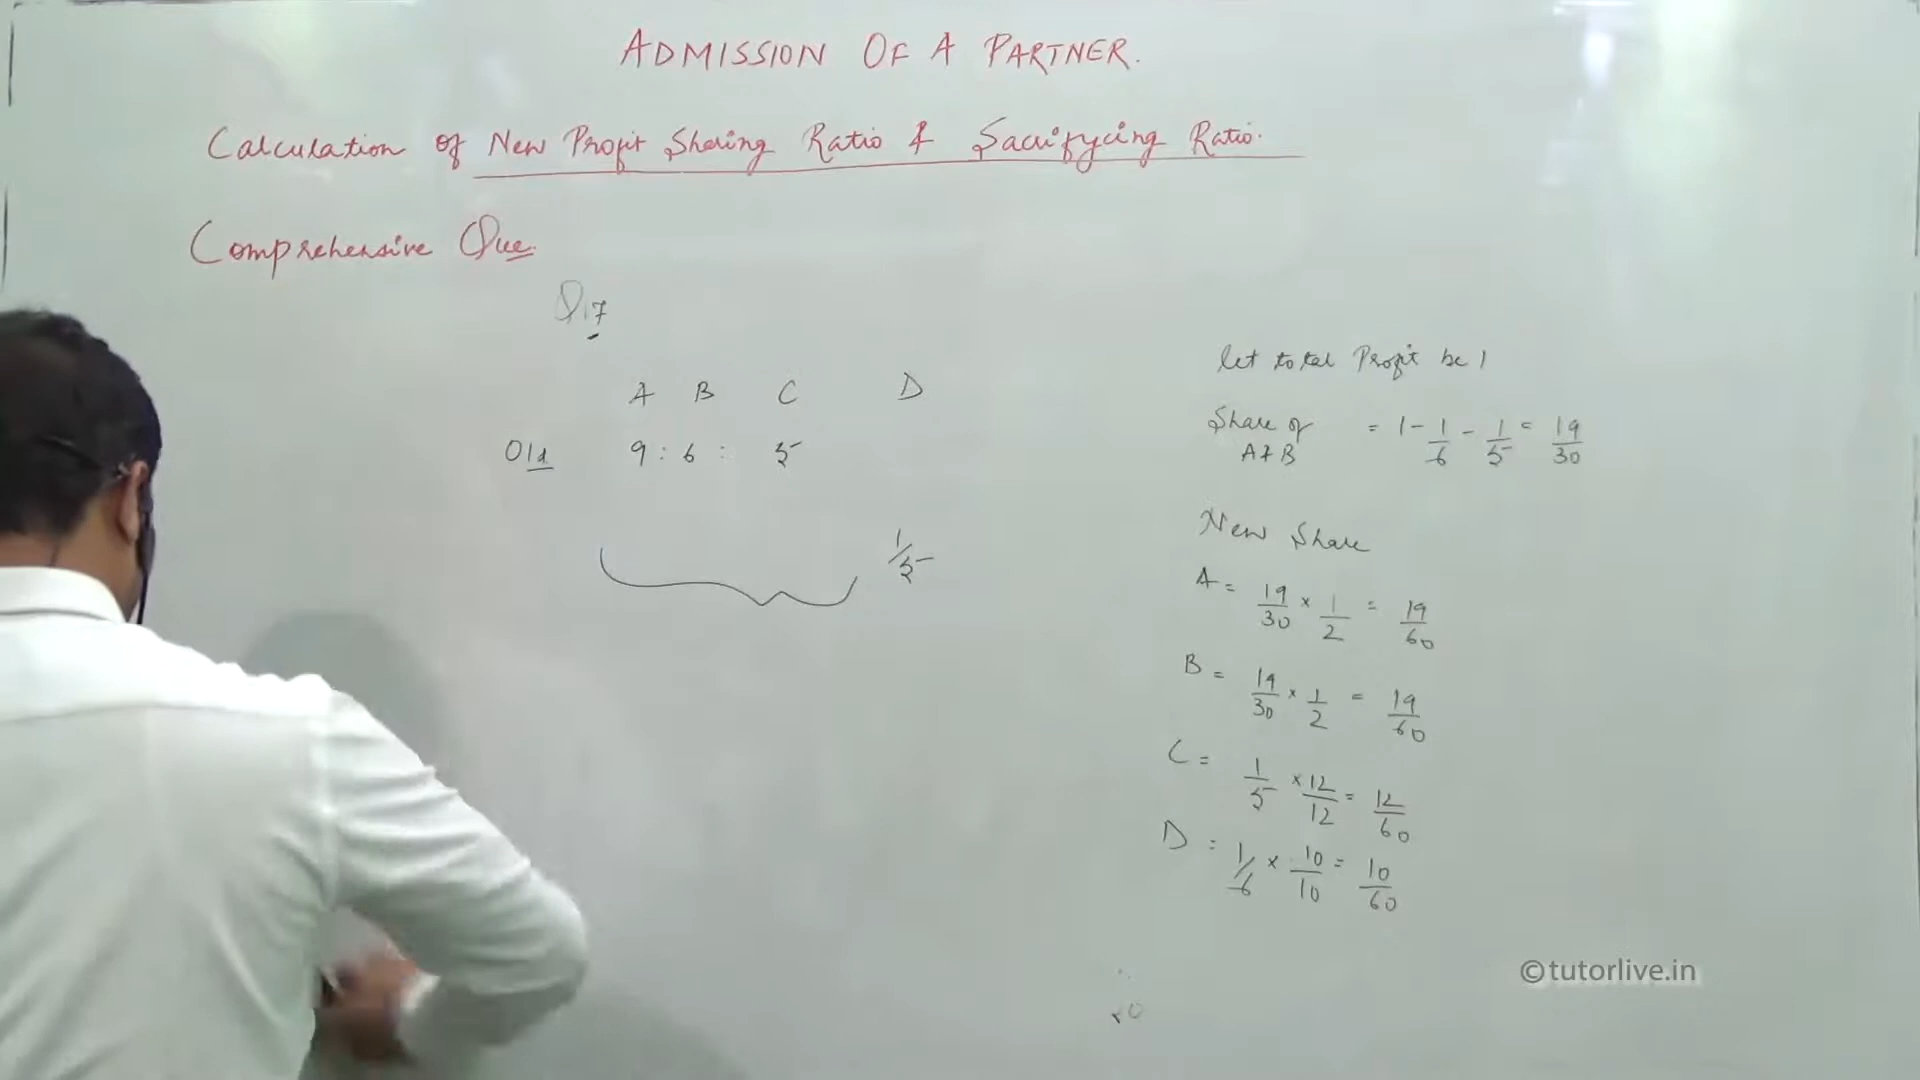 ADMISSION OF A PARTNER.
Calculation of New Profit Sharing Ratio & Sacrifycing Ratio.
Comprehensive Que.
Q.17
A B C D
Old 9 : 6 : 5
1/5
let total Profit be 1
Share of A & B = 1 - 1/6 - 1/5 = 19/30
New Share
A = 19/30 × 1/2 = 19/60
B = 19/30 × 1/2 = 19/60
C = 1/5 × 12/12 = 12/60
D = 1/6 × 10/10 = 10/60
©tutorlive.in